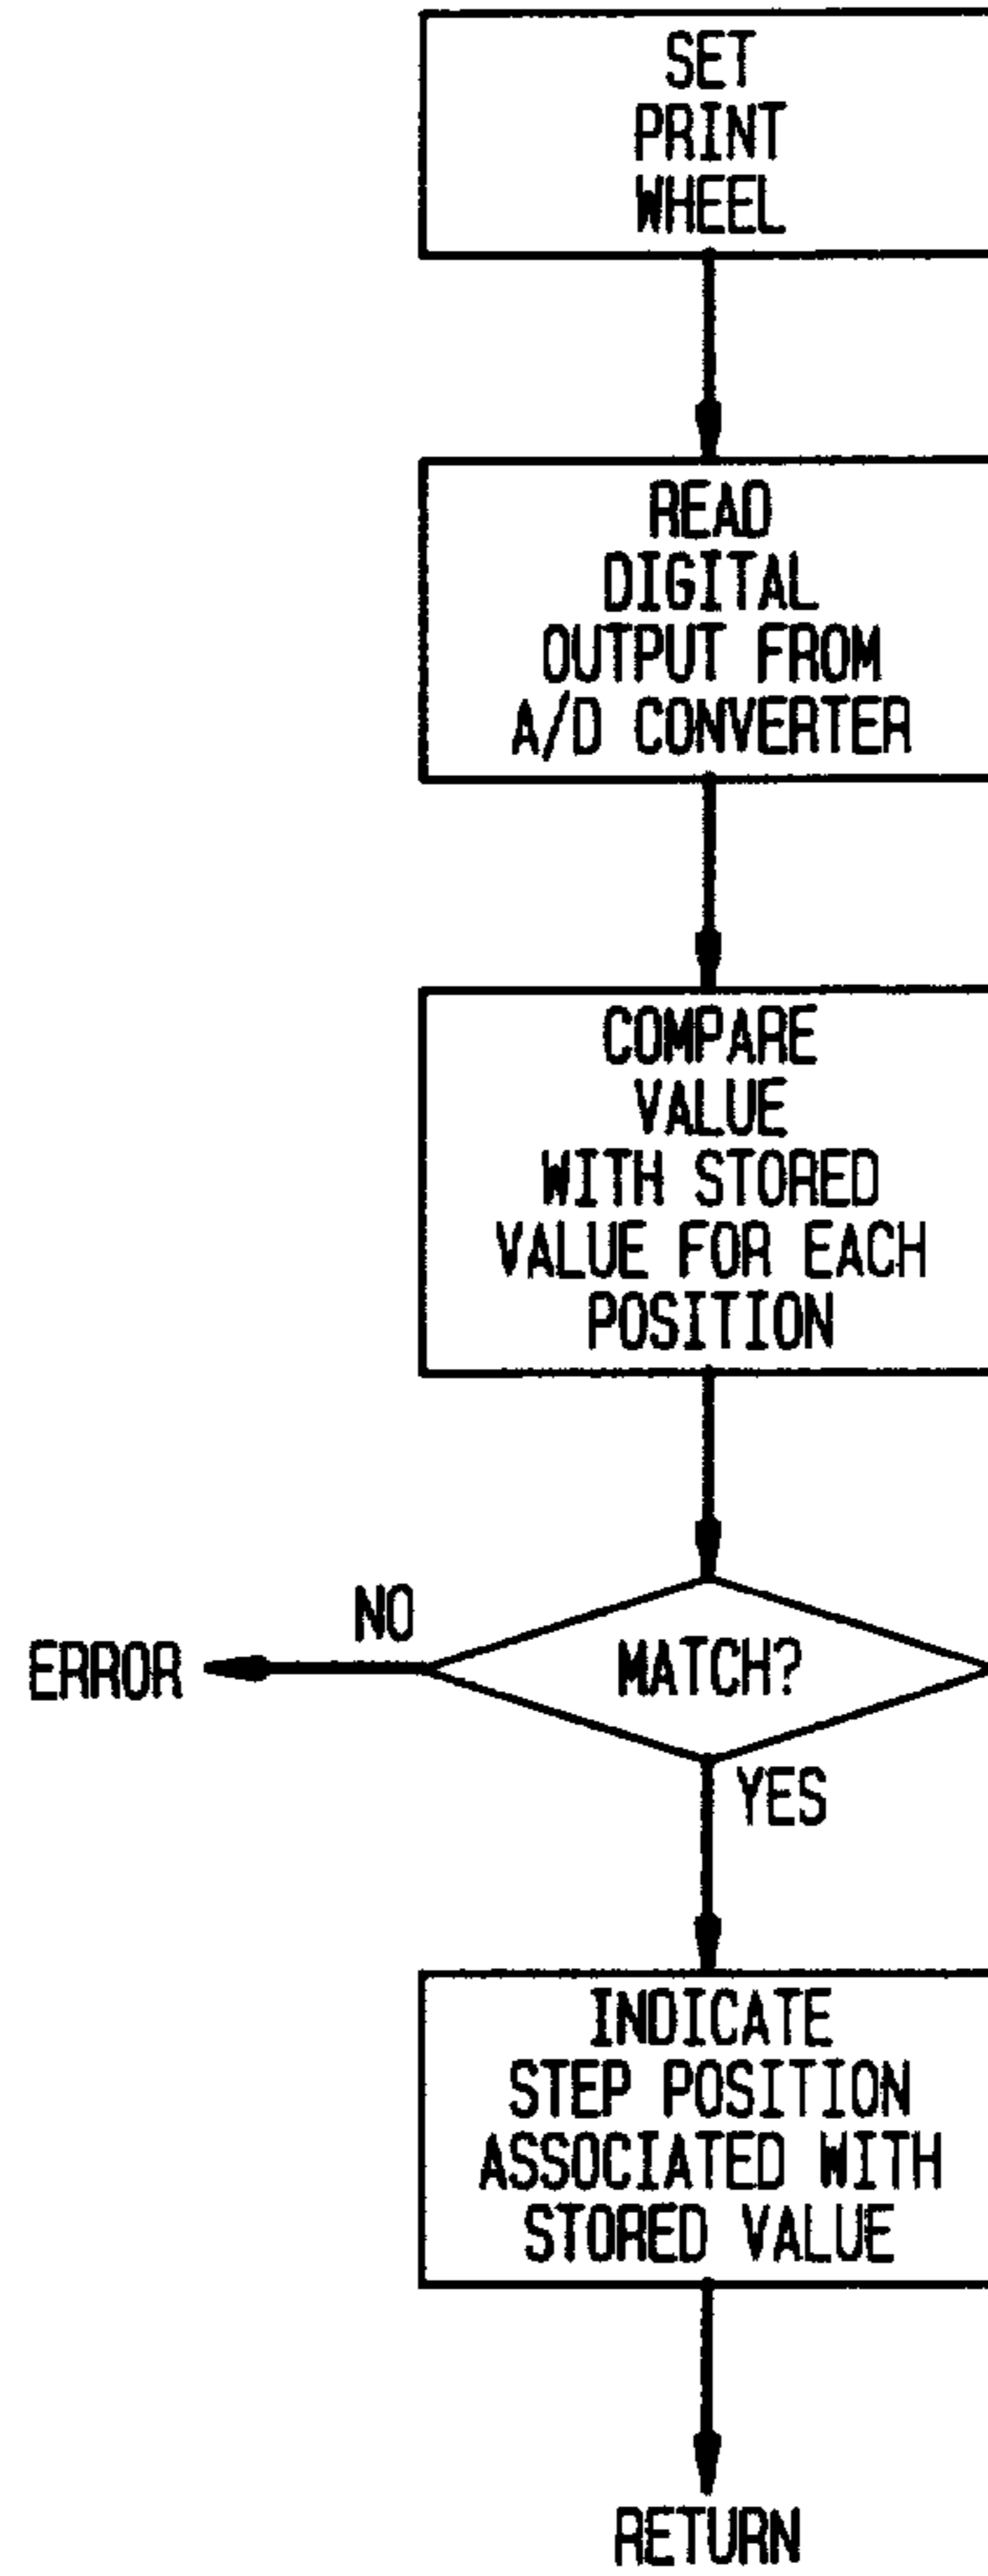 SET
PRINT
WHEEL
READ
DIGITAL
OUTPUT FROM
A/D CONVERTER
COMPARE
VALUE
WITH STORED
VALUE FOR EACH
POSITION
NO
ERROR
MATCH?
YES
INDICATE
STEP POSITION
ASSOCIATED WITH
STORED VALUE
RETURN